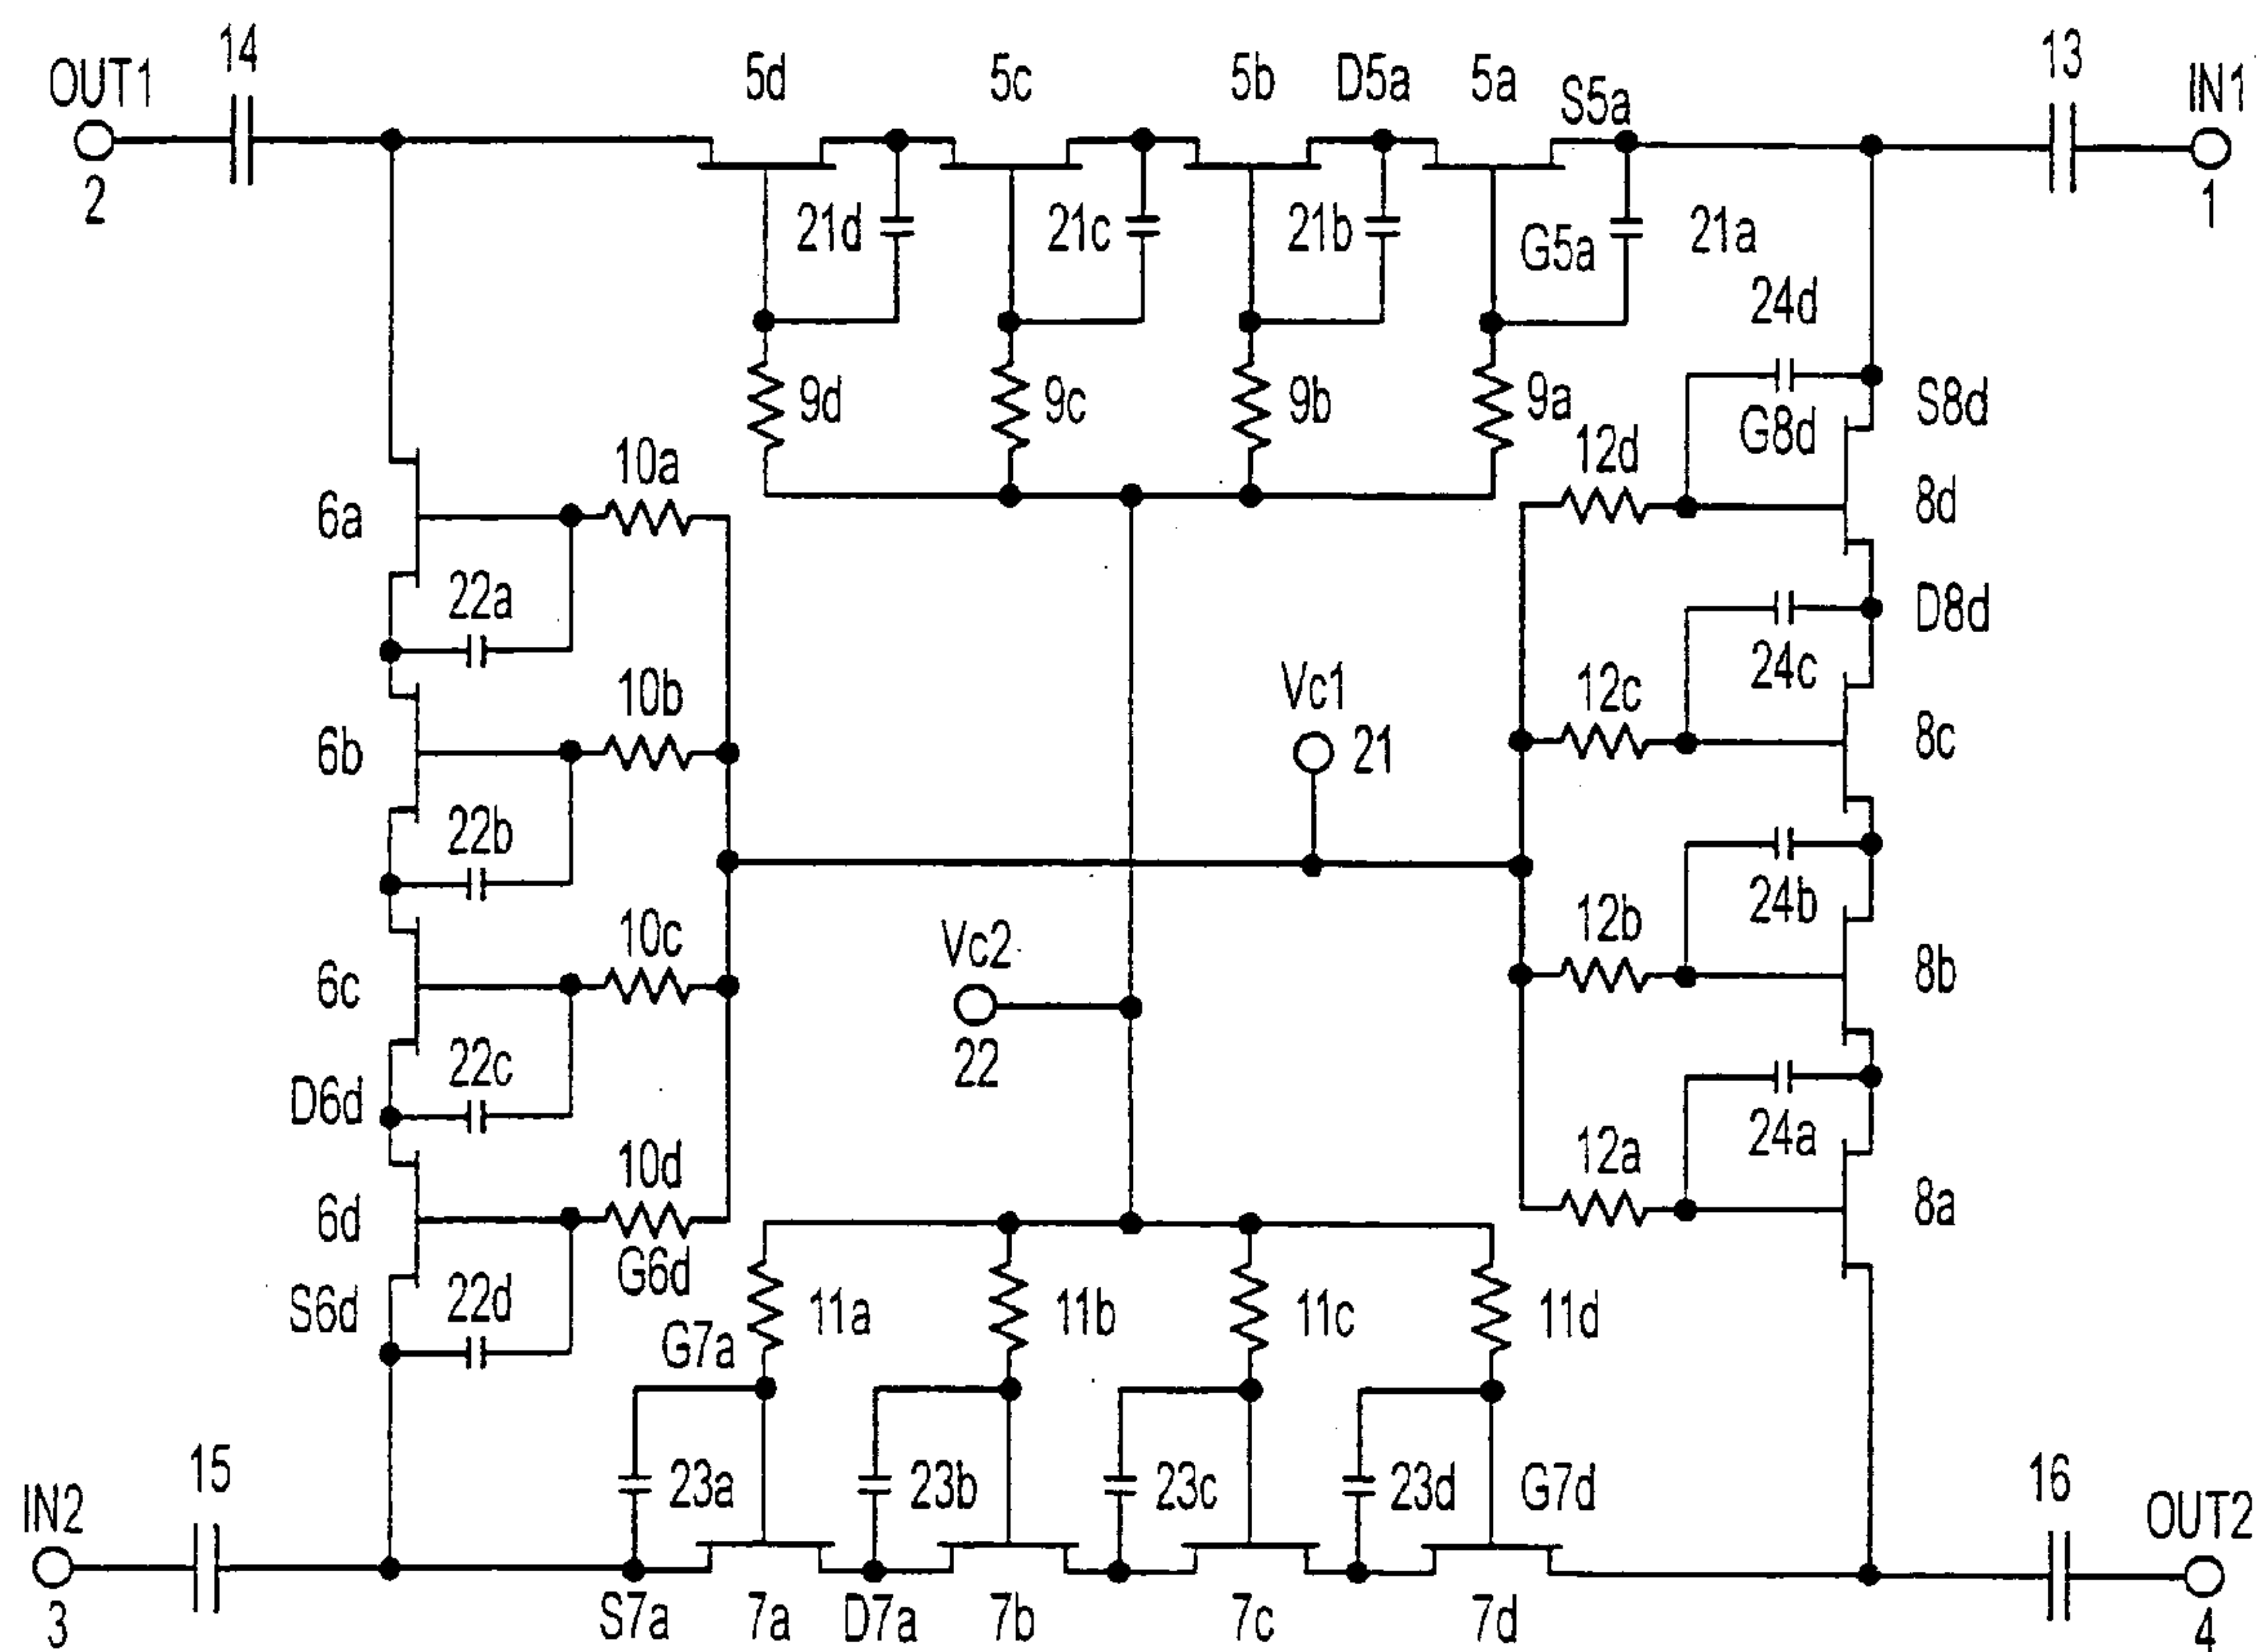 14
13
OUT1
5d
5c
5b
D5a
5a
S5a
IN1
2
1
21d
21c
21b
G5a
21a
24d
9d
9c
9b
9a
S8d
G8d
10a
12d
6a
8d
22a
D8d
24c
10b
Vc1
12c
6b
21
8c
22b
24b
10c
Vc2
12b
6c
8b
22c
22
D6d
24a
10d
12a
6d
8a
G6d
S6d
22d
11a
11b
11c
11d
G7a
15
16
23a
23b
23c
23d
G7d
IN2
OUT2
3
S7a
7a
D7a
7b
7c
7d
4